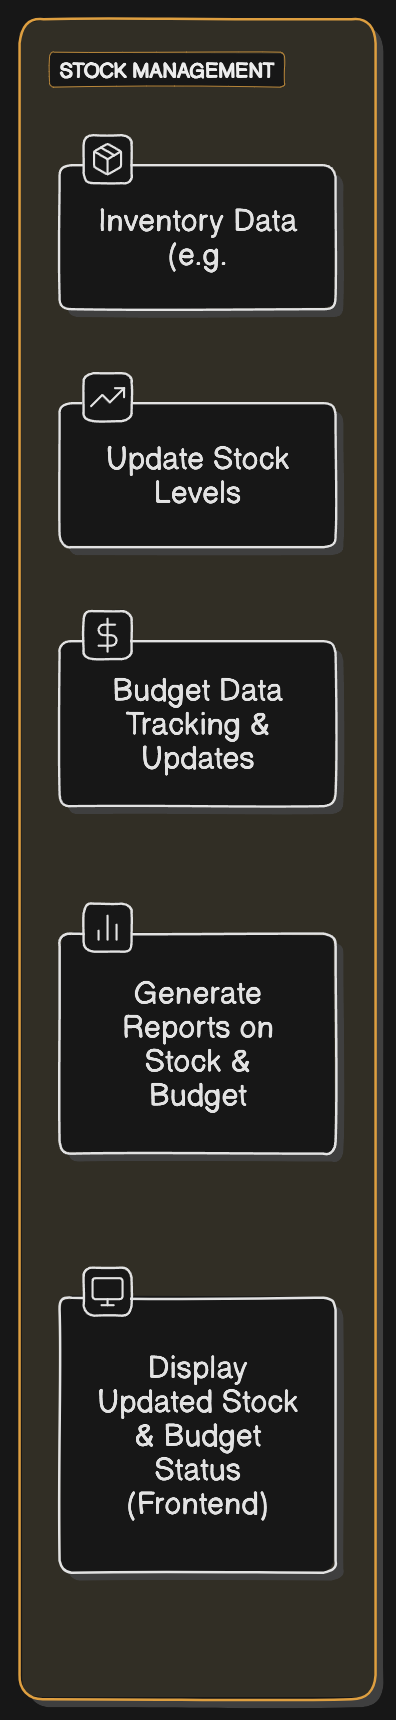 STOCK MANAGEMENT
Inventory Data
(e.g.
Update Stock
Levels
Budget Data
Tracking &
Updates
Generate
Reports on
Stock &
Budget
Display
Updated Stock
& Budget
Status
(Frontend)